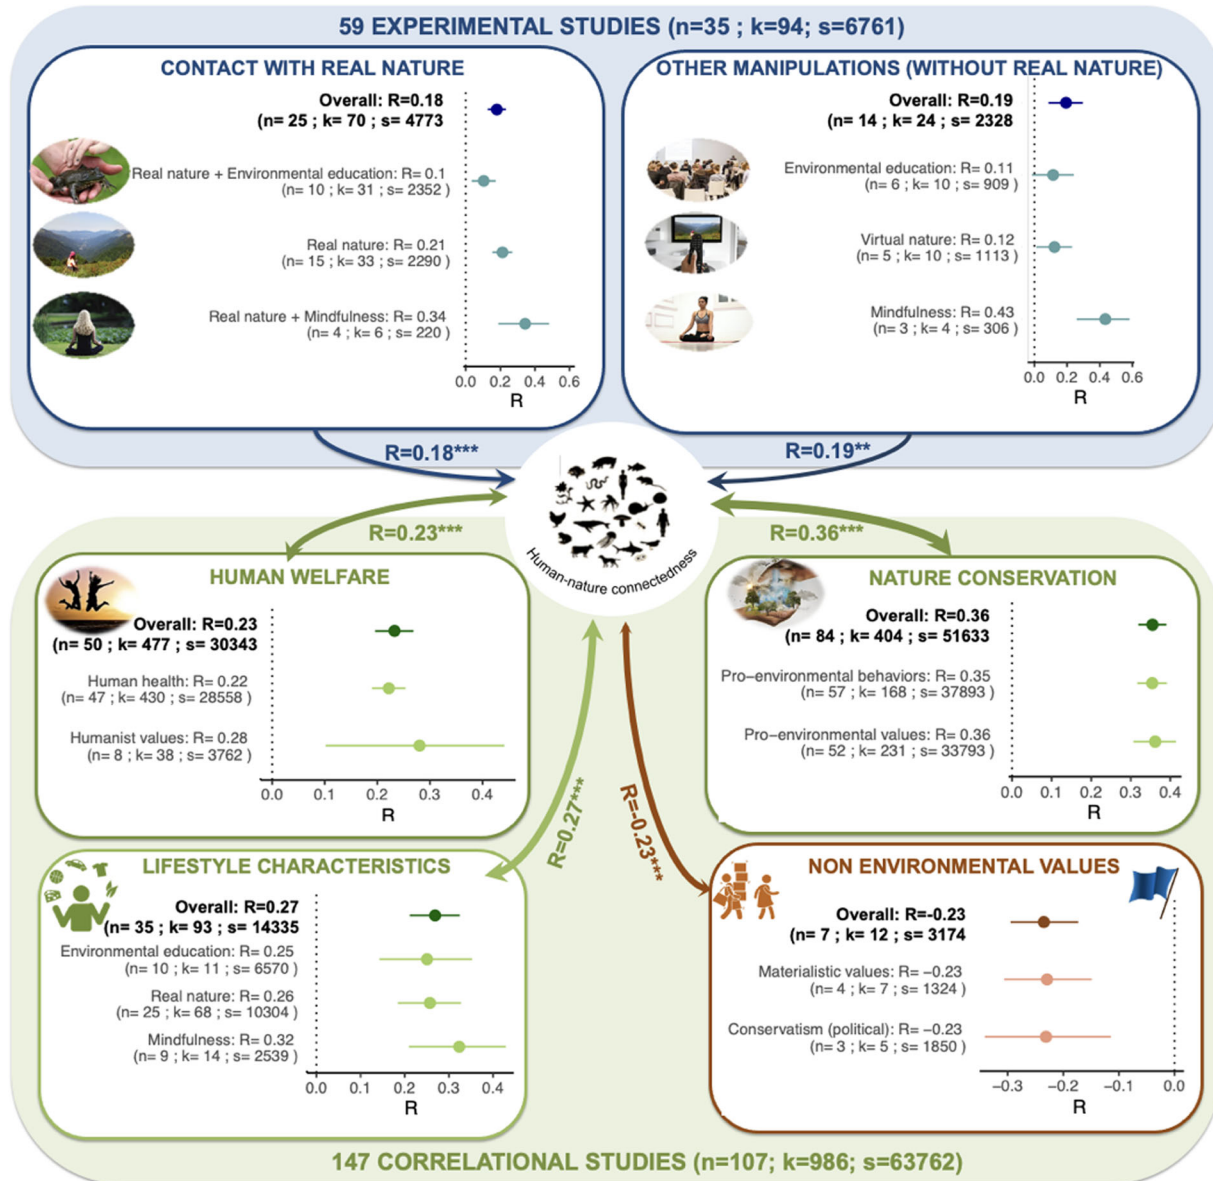 59 EXPERIMENTAL STUDIES (n=35 ; k=94; s=6761)
CONTACT WITH REAL NATURE
Overall: R=0.18
(n= 25 ; k= 70 ; s= 4773
Real nature + Environmental education: R= 0.1
(n= 10 ; k= 31 ; s= 2352 )
Real nature: R= 0.21
(n= 15 ; k= 33 ; s= 2290 )
Real nature + Mindfulness: R= 0.34
(n= 4 ; k= 6 ; s= 220 )
0.0 0.2 0.4 0.6
R
OTHER MANIPULATIONS (WITHOUT REAL NATURE)
Overall: R=0.19
(n= 14 ; k= 24 ; s= 2328
Environmental education: R= 0.11
(n= 6 ; k= 10 ; s= 909 )
Virtual nature: R= 0.12
(n= 5 ; k= 10 ; s= 1113 )
Mindfulness: R= 0.43
(n= 3 ; k= 4 ; s= 306 )
0.0 0.2 0.4 0.6
R
R=0.18***
R=0.19**
Human-nature connectedness
R=0.23***
R=0.36***
HUMAN WELFARE
Overall: R=0.23
(n= 50 ; k= 477 ; s= 30343
Human health: R= 0.22
(n= 47 ; k= 430 ; s= 28558 )
Humanist values: R= 0.28
(n= 8 ; k= 38 ; s= 3762 )
0.0 0.1 0.2 0.3 0.4
R
NATURE CONSERVATION
Overall: R=0.36
(n= 84 ; k= 404 ; s= 51633
Pro−environmental behaviors: R= 0.35
(n= 57 ; k= 168 ; s= 37893 )
Pro−environmental values: R= 0.36
(n= 52 ; k= 231 ; s= 33793 )
0.0 0.1 0.2 0.3 0.4
R
R=0.27***
R=-0.23***
LIFESTYLE CHARACTERISTICS
Overall: R=0.27
(n= 35 ; k= 93 ; s= 14335
Environmental education: R= 0.25
(n= 10 ; k= 11 ; s= 6570 )
Real nature: R= 0.26
(n= 25 ; k= 68 ; s= 10304 )
Mindfulness: R= 0.32
(n= 9 ; k= 14 ; s= 2539 )
0.0 0.1 0.2 0.3 0.4
R
NON ENVIRONMENTAL VALUES
Overall: R=-0.23
(n= 7 ; k= 12 ; s= 3174
Materialistic values: R= −0.23
(n= 4 ; k= 7 ; s= 1324 )
Conservatism (political): R= −0.23
(n= 3 ; k= 5 ; s= 1850 )
−0.3 −0.2 −0.1 0.0
R
147 CORRELATIONAL STUDIES (n=107; k=986; s=63762)